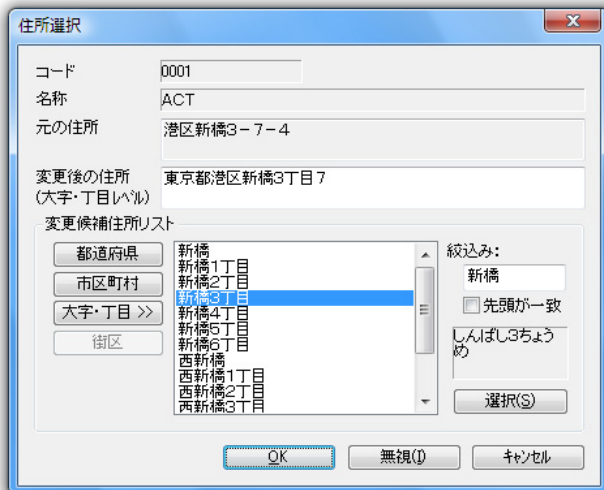 住所選択
コード 0001
名称 ACT
元の住所 港区新橋3-7-4
変更後の住所 東京都港区新橋3丁目7
(大字・丁目レベル)
変更候補住所リスト
都道府県
市区町村
大字・丁目 >>
街区
新橋
新橋1丁目
新橋2丁目
新橋3丁目
新橋4丁目
新橋5丁目
新橋6丁目
西新橋
西新橋1丁目
西新橋2丁目
西新橋3丁目
絞込み:
新橋
先頭が一致
しんばし3ちょう
め
選択(S)
OK 無視(I) キャンセル